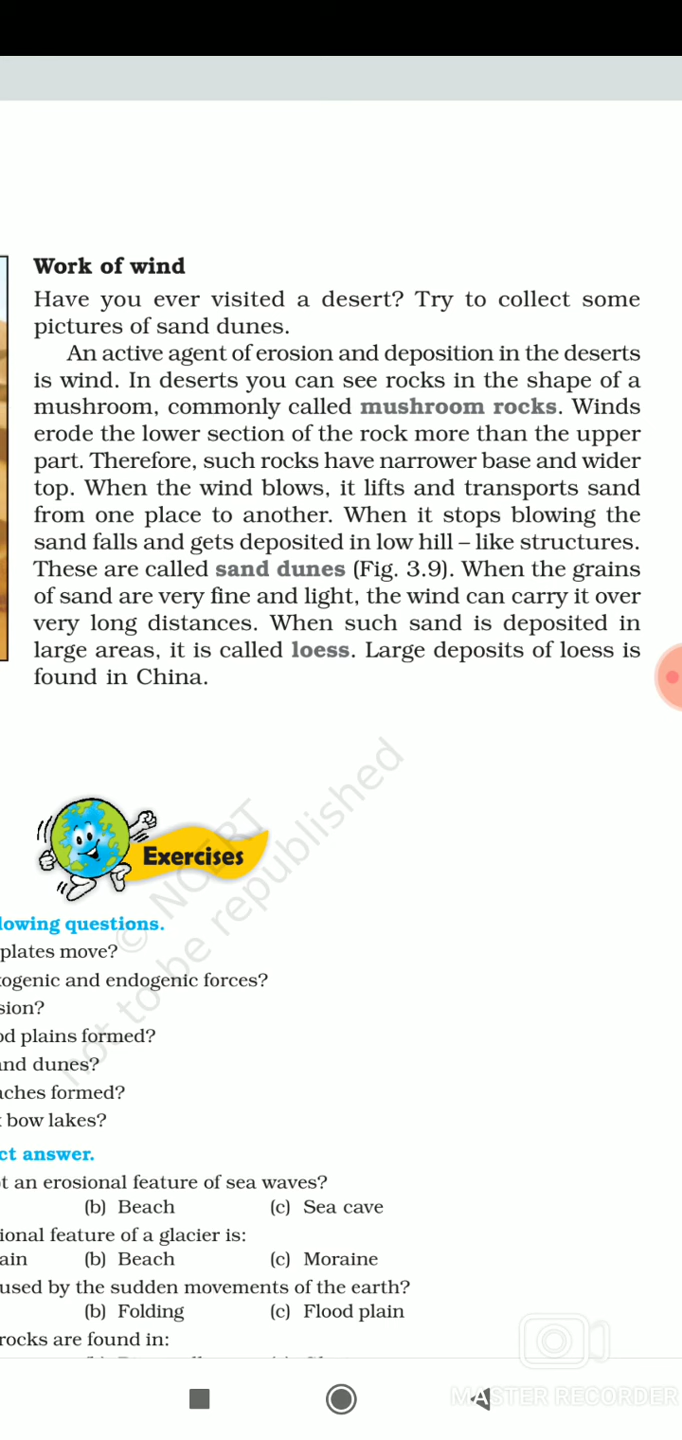 Work of wind
Have you ever visited a desert? Try to collect some
pictures of sand dunes.
An active agent of erosion and deposition in the deserts
is wind. In deserts you can see rocks in the shape of a
mushroom, commonly called mushroom rocks. Winds
erode the lower section of the rock more than the upper
part. Therefore, such rocks have narrower base and wider
top. When the wind blows, it lifts and transports sand
from one place to another. When it stops blowing the
sand falls and gets deposited in low hill – like structures.
These are called sand dunes (Fig. 3.9). When the grains
of sand are very fine and light, the wind can carry it over
very long distances. When such sand is deposited in
large areas, it is called loess. Large deposits of loess is
found in China.
© NCERT
not to be republished
Exercises
lowing questions.
plates move?
ogenic and endogenic forces?
sion?
od plains formed?
nd dunes?
aches formed?
bow lakes?
ct answer.
t an erosional feature of sea waves?
(b) Beach (c) Sea cave
ional feature of a glacier is:
ain (b) Beach (c) Moraine
used by the sudden movements of the earth?
(b) Folding (c) Flood plain
rocks are found in:
MASTER RECORDER